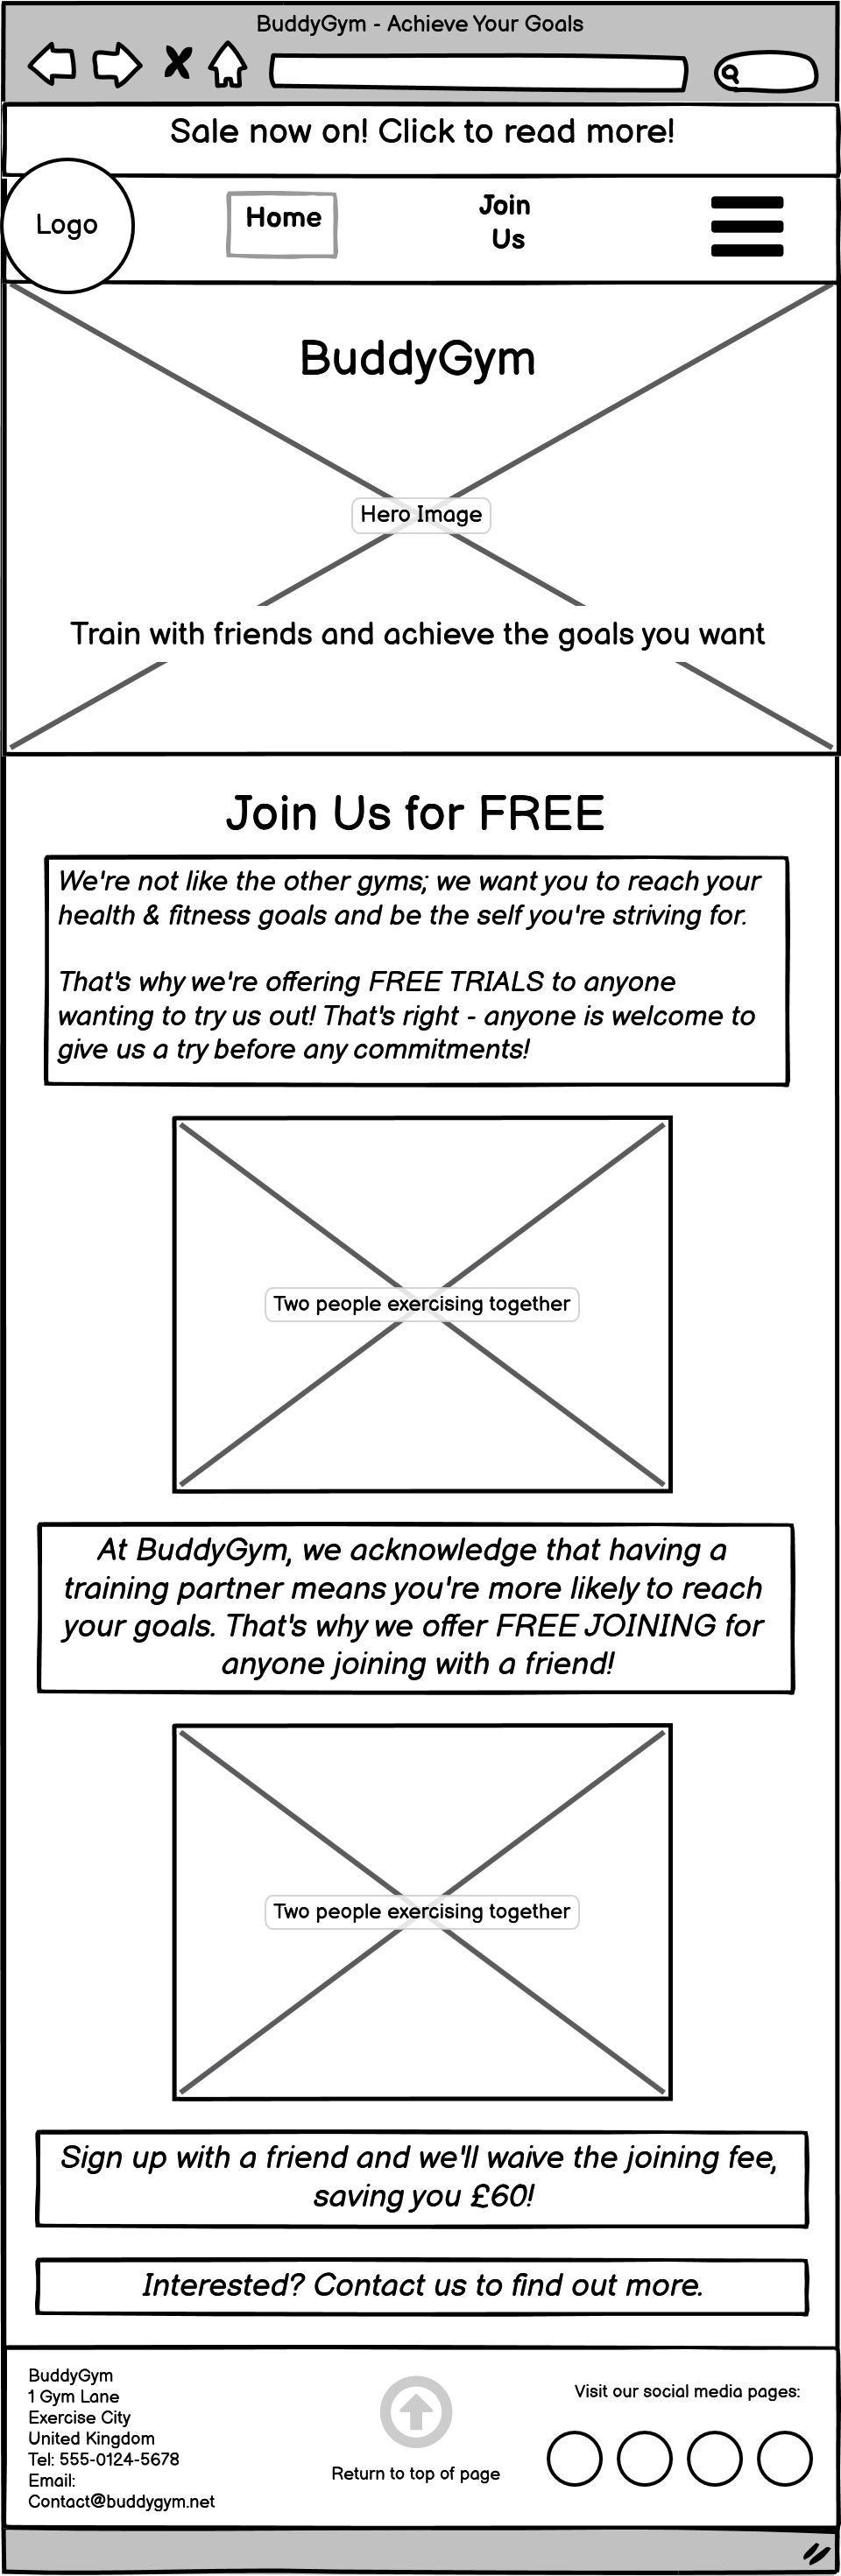 BuddyGym - Achieve Your Goals
Sale now on! Click to read more!
Logo
Home
Join
Us
BuddyGym
Hero Image
Train with friends and achieve the goals you want
Join Us for FREE
We're not like the other gyms; we want you to reach your
health & fitness goals and be the self you're striving for.
That's why we're offering FREE TRIALS to anyone
wanting to try us out! That's right - anyone is welcome to
give us a try before any commitments!
Two people exercising together
At BuddyGym, we acknowledge that having a
training partner means you're more likely to reach
your goals. That's why we offer FREE JOINING for
anyone joining with a friend!
Two people exercising together
Sign up with a friend and we'll waive the joining fee,
saving you £60!
Interested? Contact us to find out more.
BuddyGym
1 Gym Lane
Exercise City
United Kingdom
Tel: 555-0124-5678
Email:
Contact@buddygym.net
Return to top of page
Visit our social media pages: